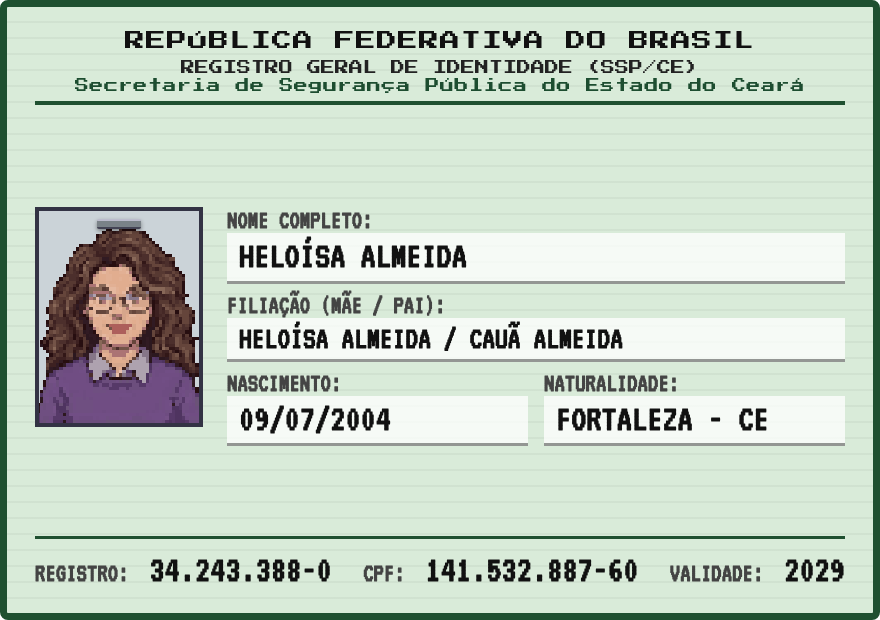 REPúBLICA FEDERATIVA DO BRASIL
REGISTRO GERAL DE IDENTIDADE (SSP/CE)
Secretaria de Segurança Pública do Estado do Ceará
NOME COMPLETO:
HELOÍSA ALMEIDA
FILIAÇÃO (MÃE / PAI):
HELOÍSA ALMEIDA / CAUÃ ALMEIDA
NASCIMENTO: NATURALIDADE:
09/07/2004 FORTALEZA - CE
REGISTRO: 34.243.388-0 CPF: 141.532.887-60 VALIDADE: 2029